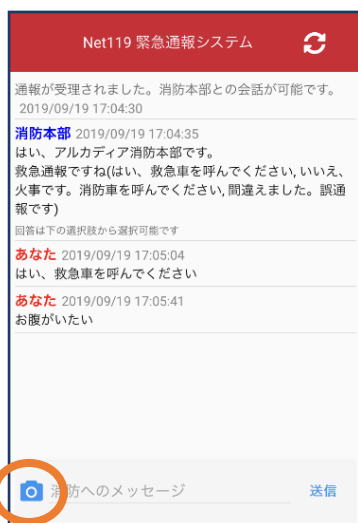 Net119 緊急通報システム
通報が受理されました。消防本部との会話が可能です。
2019/09/19 17:04:30
消防本部 2019/09/19 17:04:35
はい、アルカディア消防本部です。
救急通報ですね(はい、救急車を呼んでください, いいえ、
火事です。消防車を呼んでください, 間違えました。誤通
報です)
回答は下の選択肢から選択可能です
あなた 2019/09/19 17:05:04
はい、救急車を呼んでください
あなた 2019/09/19 17:05:41
お腹がいたい
消防へのメッセージ
送信